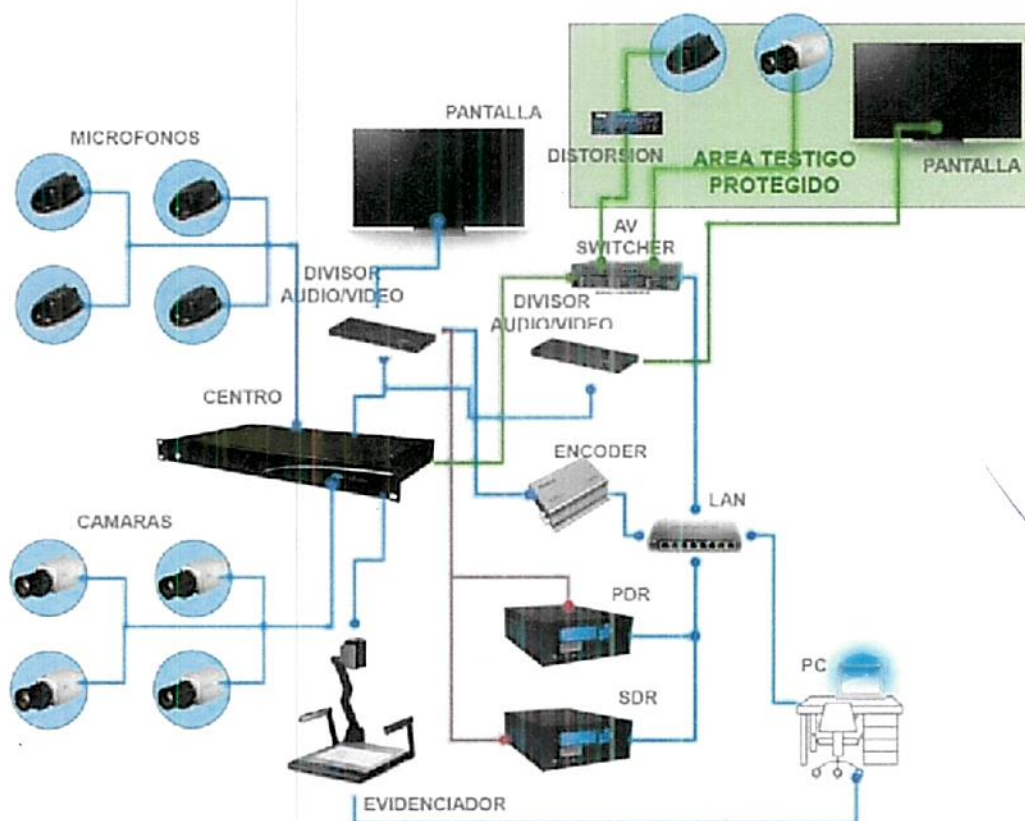 PANTALLA
MICROFONOS
DISTORSION
AREA TESTIGO
PROTEGIDO
PANTALLA
AV
SWITCHER
DIVISOR
AUDIO/VIDEO
DIVISOR
AUDIO/VIDEO
CENTRO
ENCODER
LAN
CAMARAS
PDR
PC
SDR
EVIDENCIADOR